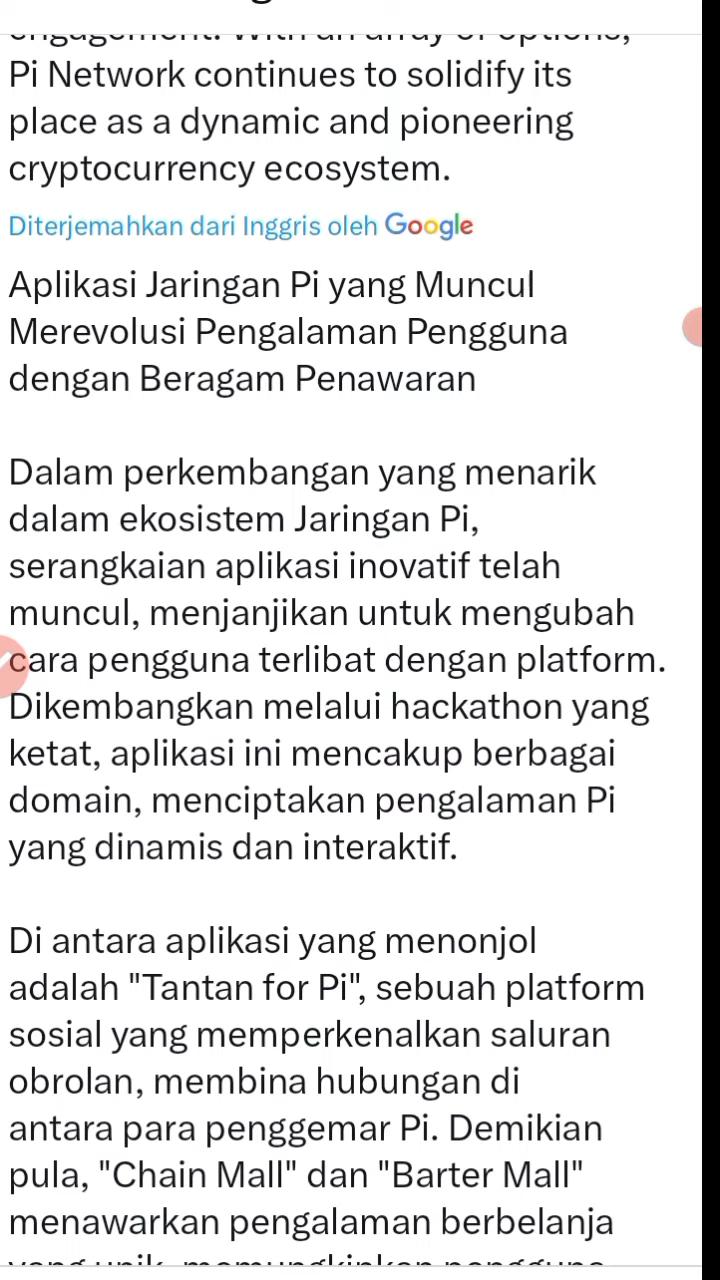 Pi Network continues to solidify its
place as a dynamic and pioneering
cryptocurrency ecosystem.
Diterjemahkan dari Inggris oleh Google
Aplikasi Jaringan Pi yang Muncul
Merevolusi Pengalaman Pengguna
dengan Beragam Penawaran
Dalam perkembangan yang menarik
dalam ekosistem Jaringan Pi,
serangkaian aplikasi inovatif telah
muncul, menjanjikan untuk mengubah
cara pengguna terlibat dengan platform.
Dikembangkan melalui hackathon yang
ketat, aplikasi ini mencakup berbagai
domain, menciptakan pengalaman Pi
yang dinamis dan interaktif.
Di antara aplikasi yang menonjol
adalah "Tantan for Pi", sebuah platform
sosial yang memperkenalkan saluran
obrolan, membina hubungan di
antara para penggemar Pi. Demikian
pula, "Chain Mall" dan "Barter Mall"
menawarkan pengalaman berbelanja